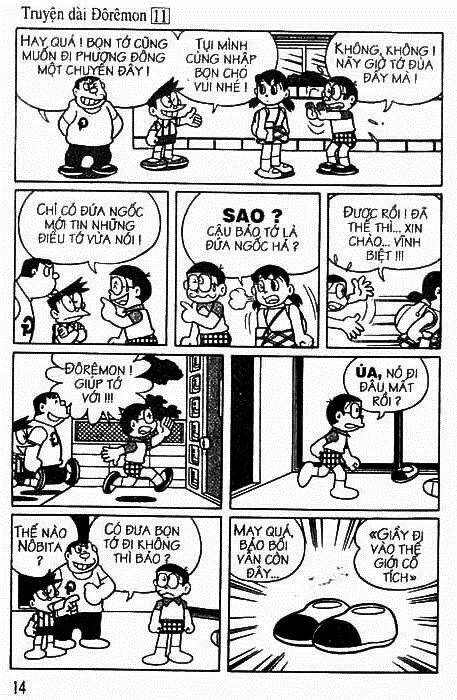 Truyện dài Đôrêmon 11
HAY QUÁ ! BỌN TỚ CŨNG
MUỐN ĐI PHƯƠNG ĐÔNG
MỘT CHUYẾN ĐÂY !
TỤI MÌNH
CÙNG NHẬP
BỌN CHO
VUI NHÉ !
KHÔNG, KHÔNG !
NÃY GIỜ TỚ ĐÙA
ĐẤY MÀ !
CHỈ CÓ ĐỨA NGỐC
MỚI TIN NHỮNG
ĐIỀU TỚ VỪA NÓI !
SAO ?
CẬU BẢO TỚ LÀ
ĐỨA NGỐC HẢ ?
ĐƯỢC RỒI ! ĐÃ
THẾ THÌ... XIN
CHÀO... VĨNH
BIỆT !!!
ĐÔRÊMON !
GIÚP TỚ
VỚI !!!
ỦA, NÓ ĐI
ĐÂU MẤT
RỒI ?
THẾ NÀO
NÔBITA
?
CÓ ĐƯA BỌN
TỚ ĐI KHÔNG
THÌ BẢO ?
MAY QUÁ,
BẢO BỐI
VẪN CÒN
ĐÂY...
«GIẦY ĐI
VÀO THẾ
GIỚI CỔ
TÍCH»
14